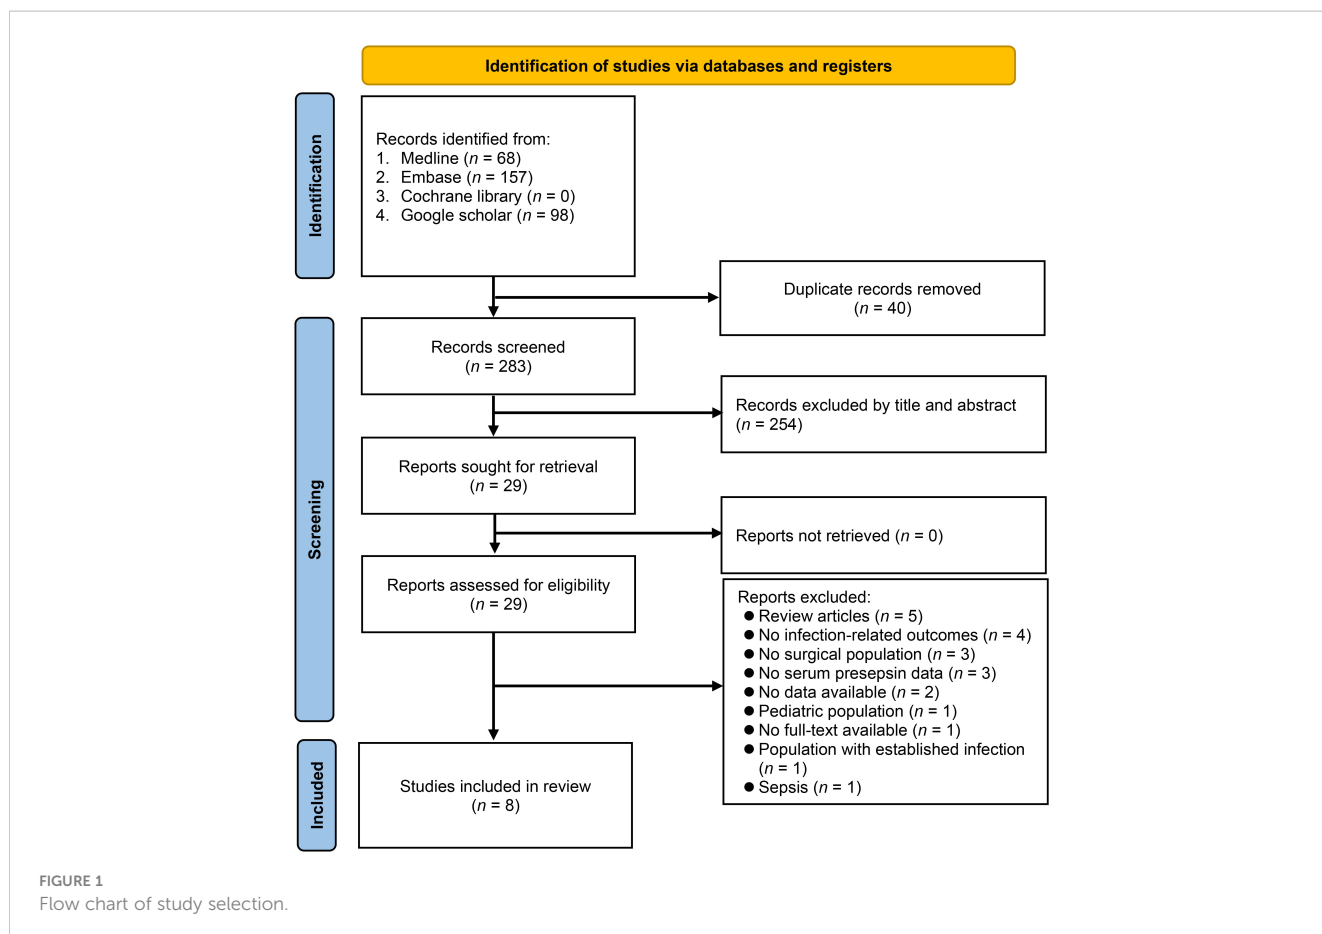 Identification of studies via databases and registers
Identification
Records identified from:
1. Medline (n = 68)
2. Embase (n = 157)
3. Cochrane library (n = 0)
4. Google scholar (n = 98)
Duplicate records removed
(n = 40)
Screening
Records screened
(n = 283)
Records excluded by title and abstract
(n = 254)
Reports sought for retrieval
(n = 29)
Reports not retrieved (n = 0)
Reports assessed for eligibility
(n = 29)
Reports excluded:
● Review articles (n = 5)
● No infection-related outcomes (n = 4)
● No surgical population (n = 3)
● No serum presepsin data (n = 3)
● No data available (n = 2)
● Pediatric population (n = 1)
● No full-text available (n = 1)
● Population with established infection
(n = 1)
● Sepsis (n = 1)
Included
Studies included in review
(n = 8)
FIGURE 1
Flow chart of study selection.